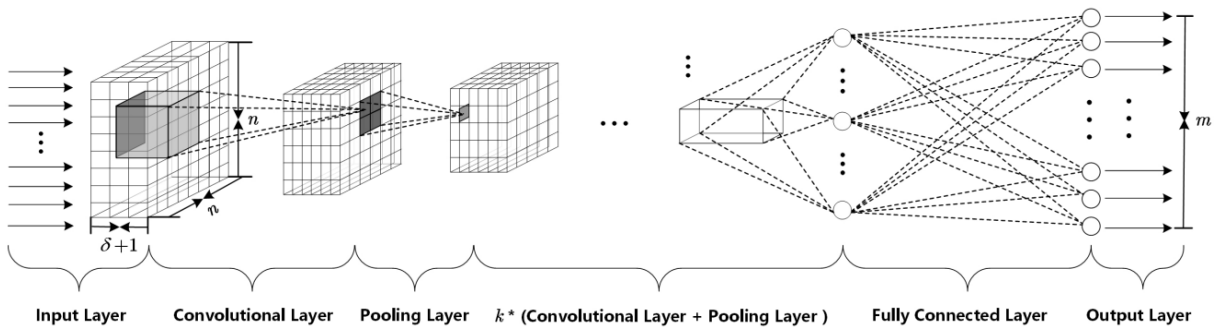 n
n
δ+1
m
Input Layer
Convolutional Layer
Pooling Layer
k* (Convolutional Layer + Pooling Layer )
Fully Connected Layer
Output Layer